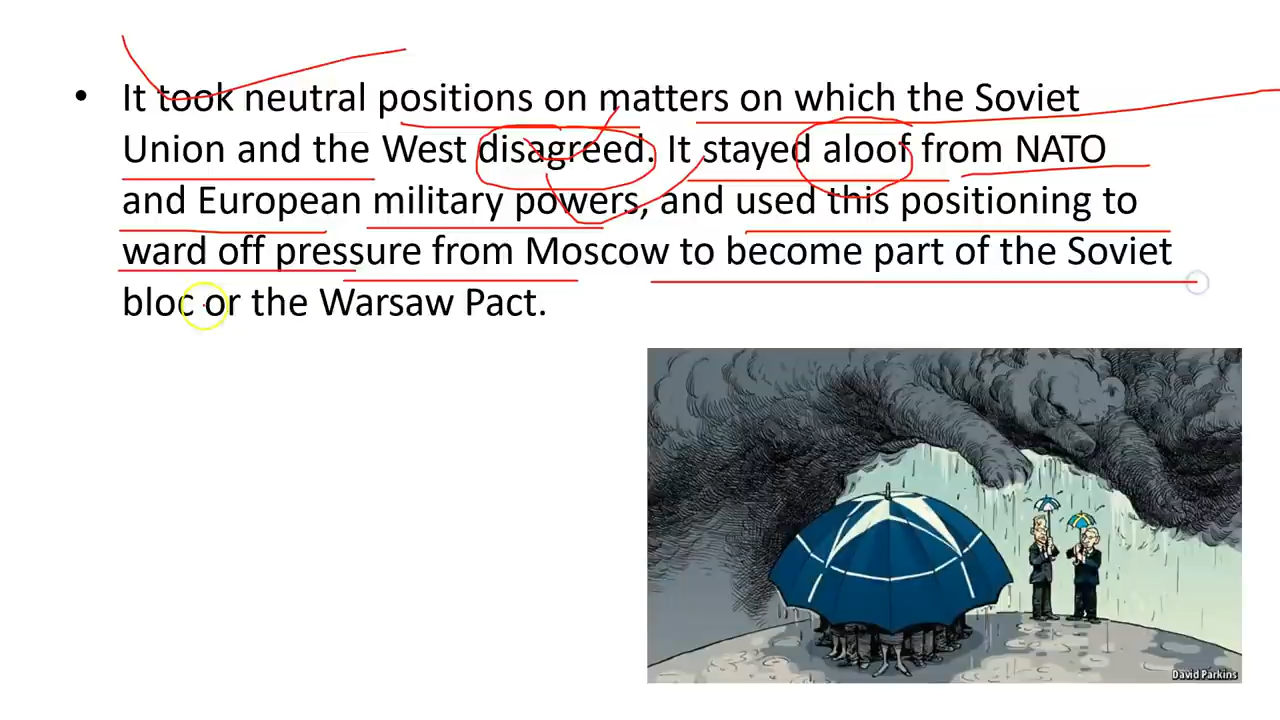 • It took neutral positions on matters on which the Soviet
Union and the West disagreed. It stayed aloof from NATO
and European military powers, and used this positioning to
ward off pressure from Moscow to become part of the Soviet
bloc or the Warsaw Pact.
David Parkins